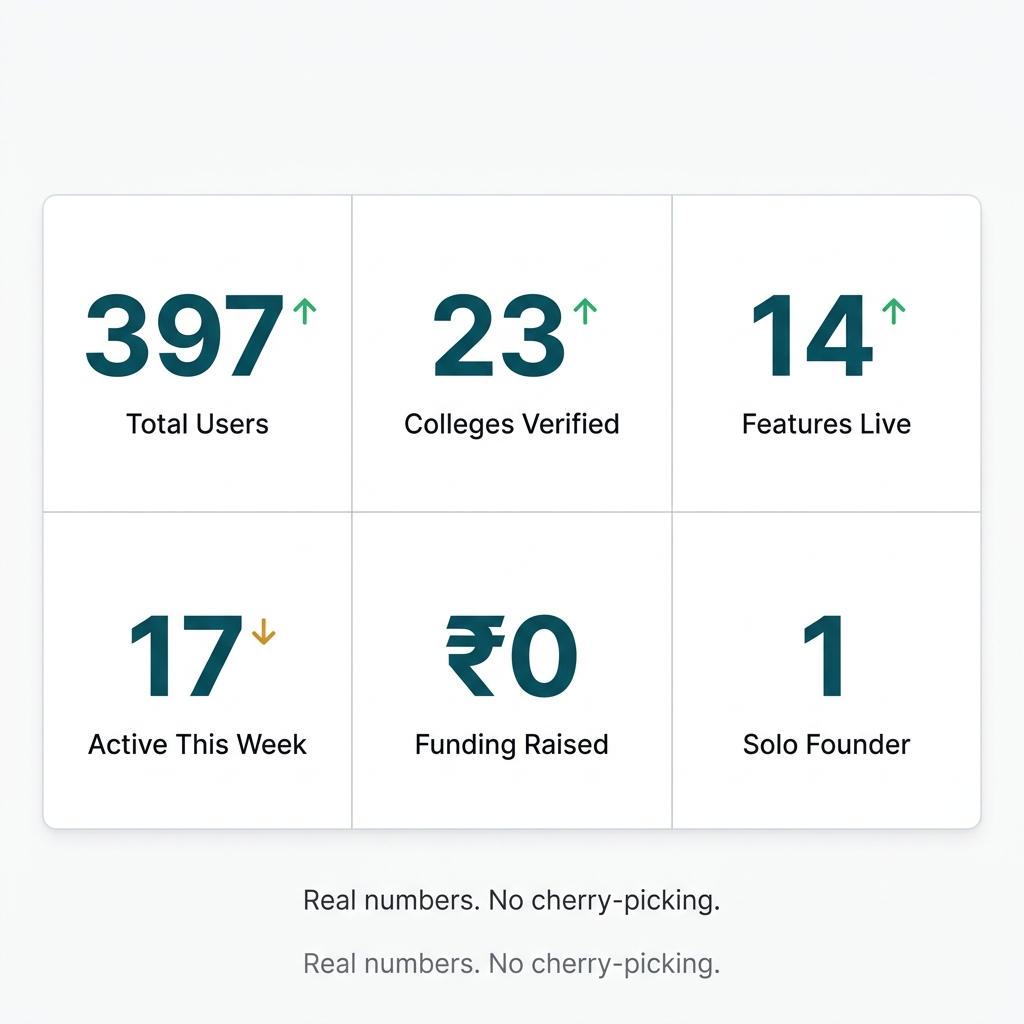 397↑ 23↑ 14↑
Total Users Colleges Verified Features Live
17↓ ₹0 1
Active This Week Funding Raised Solo Founder
Real numbers. No cherry-picking.
Real numbers. No cherry-picking.